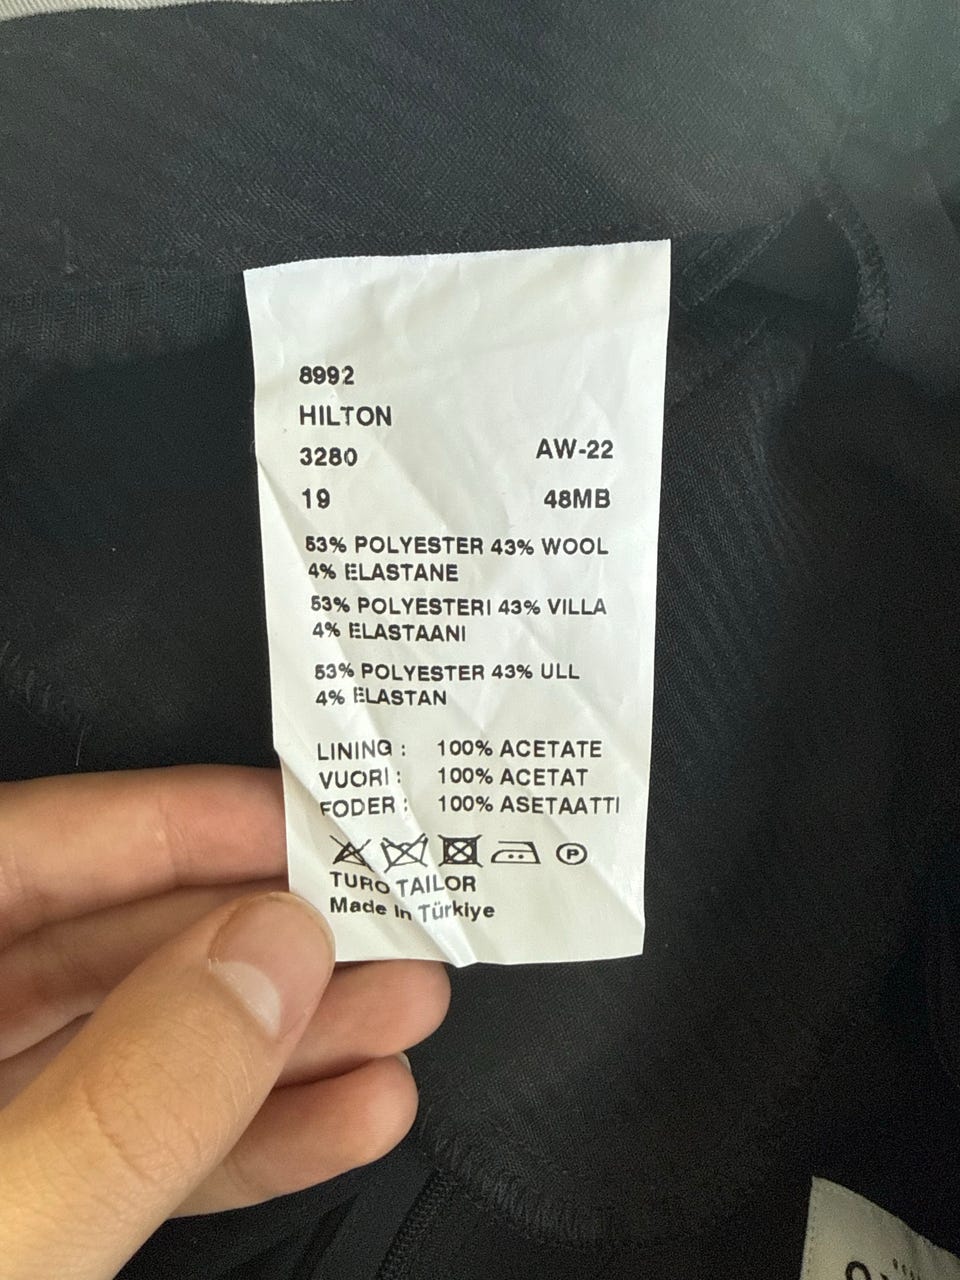 8992
HILTON
3280 AW-22
19 48MB
53% POLYESTER 43% WOOL
4% ELASTANE
53% POLYESTERI 43% VILLA
4% ELASTAANI
53% POLYESTER 43% ULL
4% ELASTAN
LINING : 100% ACETATE
VUORI : 100% ACETAT
FODER : 100% ASETAATTI
P
TURO TAILOR
Made In Türkiye